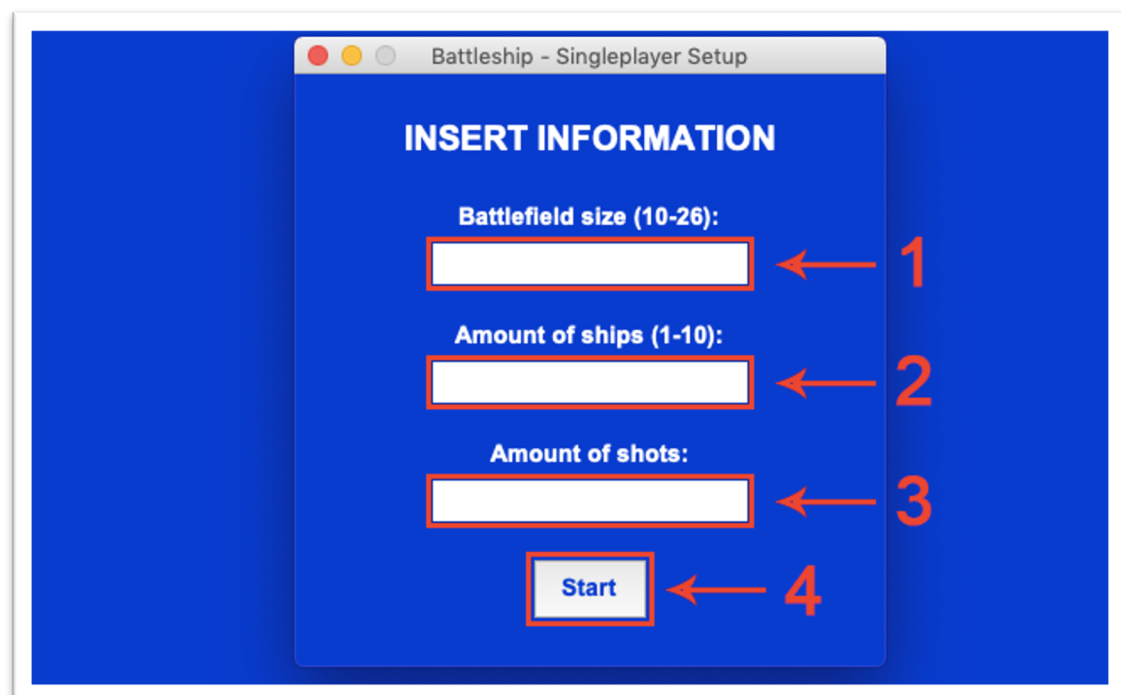 Battleship - Singleplayer Setup
INSERT INFORMATION
Battlefield size (10-26):
1
Amount of ships (1-10):
2
Amount of shots:
3
Start
4